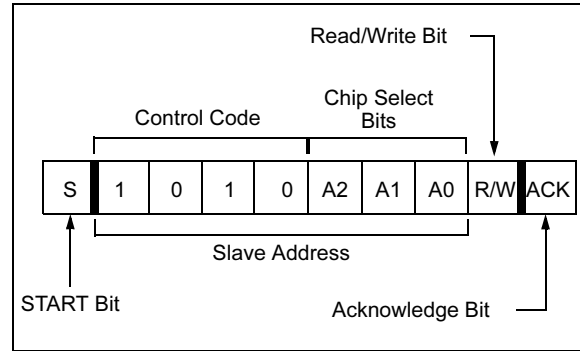 Read/Write Bit
Chip Select
Control Code Bits
S 1 0 1 0 A2 A1 A0 R/W ACK
Slave Address
START Bit
Acknowledge Bit